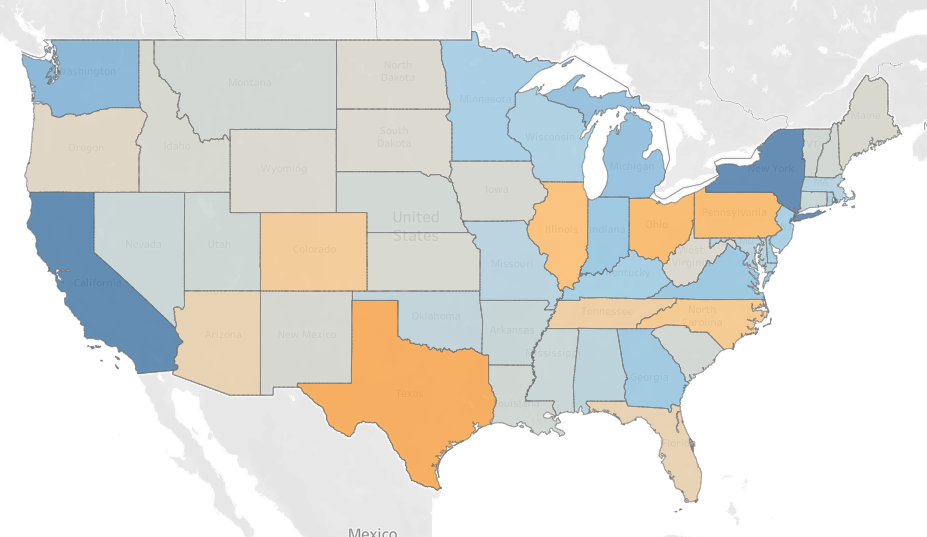 Washington
Montana
North
Dakota
Minnesota
Maine
Oregon
Idaho
South
Dakota
Wisconsin
Michigan
New York
Wyoming
Iowa
Nevada
Utah
Colorado
United
States
Illinois
Indiana
Ohio
Pennsylvania
California
Missouri
Kentucky
West
Virginia
Arizona
New Mexico
Oklahoma
Arkansas
Tennessee
North
Carolina
Mississippi
Georgia
Texas
Florida
Mexico